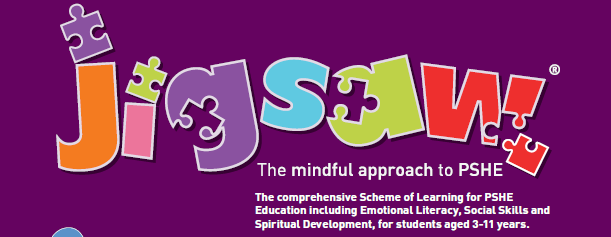 jigsaw
®
The mindful approach to PSHE
The comprehensive Scheme of Learning for PSHE
Education including Emotional Literacy, Social Skills and
Spiritual Development, for students aged 3-11 years.